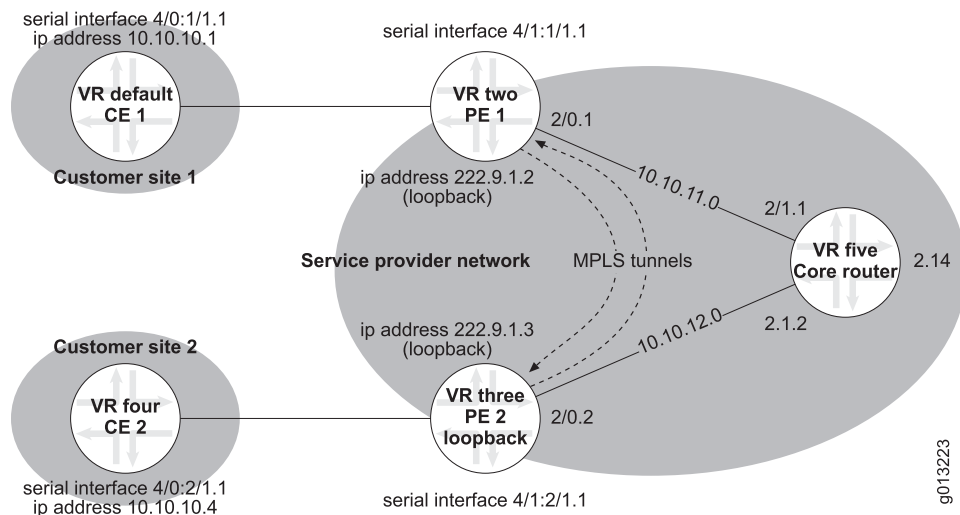 serial interface 4/0:1/1.1
ip address 10.10.10.1
VR default
CE 1
Customer site 1
serial interface 4/1:1/1.1
VR two
PE 1
2/0.1
ip address 222.9.1.2
(loopback)
10.10.11.0
2/1.1
VR five
Core router
2.14
Service provider network
MPLS tunnels
2.1.2
10.10.12.0
ip address 222.9.1.3
(loopback)
Customer site 2
VR four
CE 2
serial interface 4/0:2/1.1
ip address 10.10.10.4
VR three
PE 2
loopback
2/0.2
serial interface 4/1:2/1.1
g013223